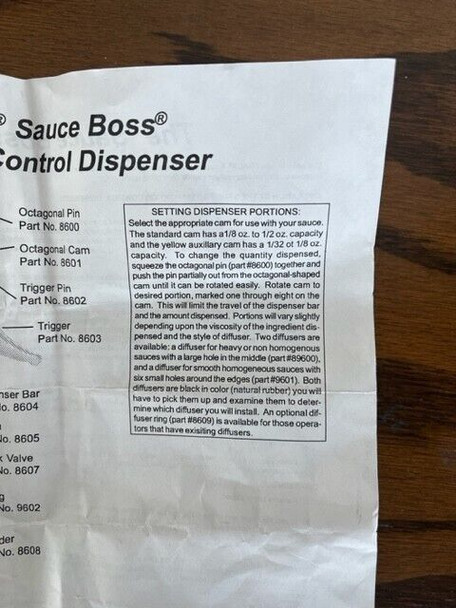 ® Sauce Boss®
Control Dispenser
Octagonal Pin
Part No. 8600
Octagonal Cam
Part No. 8601
Trigger Pin
Part No. 8602
Trigger
Part No. 8603
nser Bar
No. 8604
No. 8605
k Valve
No. 8607
g
No. 9602
der
No. 8608
SETTING DISPENSER PORTIONS:
Select the appropriate cam for use with your sauce.
The standard cam has a1/8 oz. to 1/2 oz. capacity
and the yellow auxillary cam has a 1/32 ot 1/8 oz.
capacity. To change the quantity dispensed,
squeeze the octagonal pin (part #8600) together and
push the pin partially out from the octagonal-shaped
cam until it can be rotated easily. Rotate cam to
desired portion, marked one through eight on the
cam. This will limit the travel of the dispenser bar
and the amount dispensed. Portions will vary slightly
depending upon the viscosity of the ingredient dis-
pensed and the style of diffuser. Two diffusers are
available: a diffuser for heavy or non homogenous
sauces with a large hole in the middle (part #89600),
and a diffuser for smooth homogeneous sauces with
six small holes around the edges (part #9601). Both
diffusers are black in color (natural rubber) you will
have to pick them up and examine them to deter-
mine which diffuser you will install. An optional dif-
fuser ring (part #8609) is available for those opera-
tors that have exisiting diffusers.